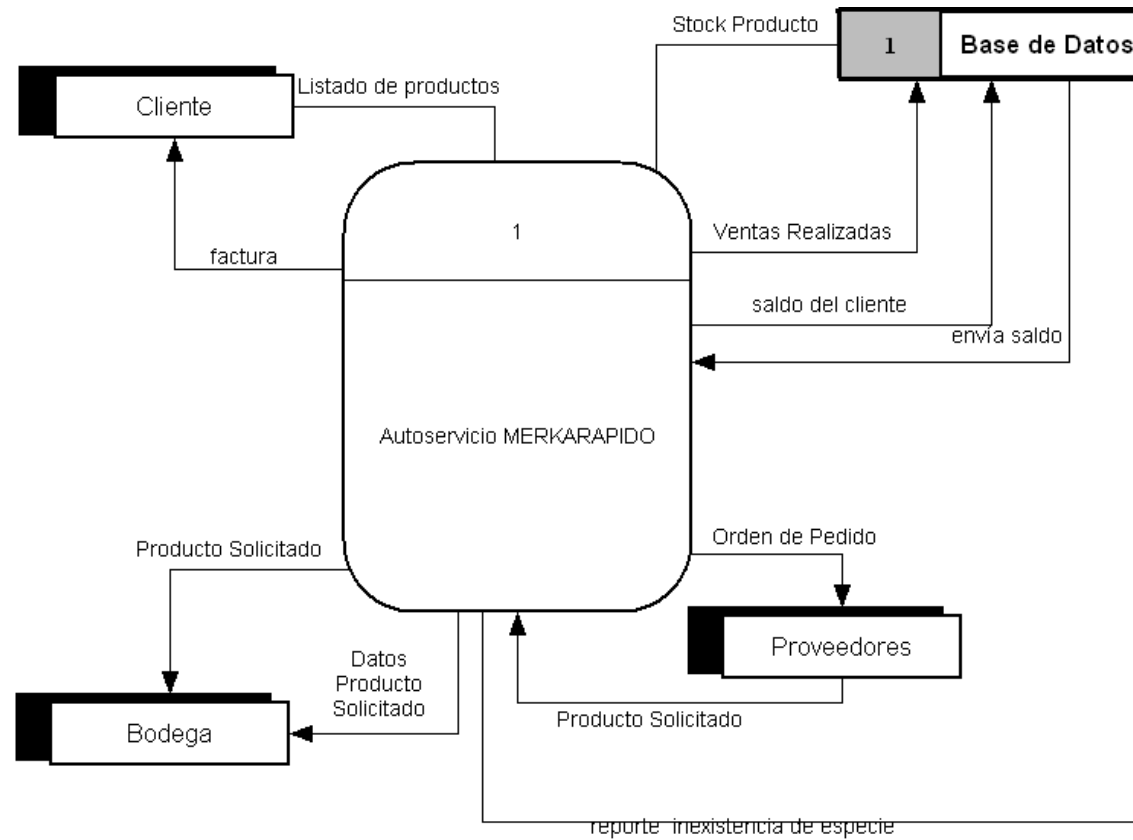 Stock Producto
1
Base de Datos
Listado de productos
Cliente
1
Ventas Realizadas
factura
saldo del cliente
envía saldo
Autoservicio MERKARAPIDO
Orden de Pedido
Producto Solicitado
Proveedores
Datos
Producto
Solicitado
Producto Solicitado
Bodega
reporte inexistencia de especie